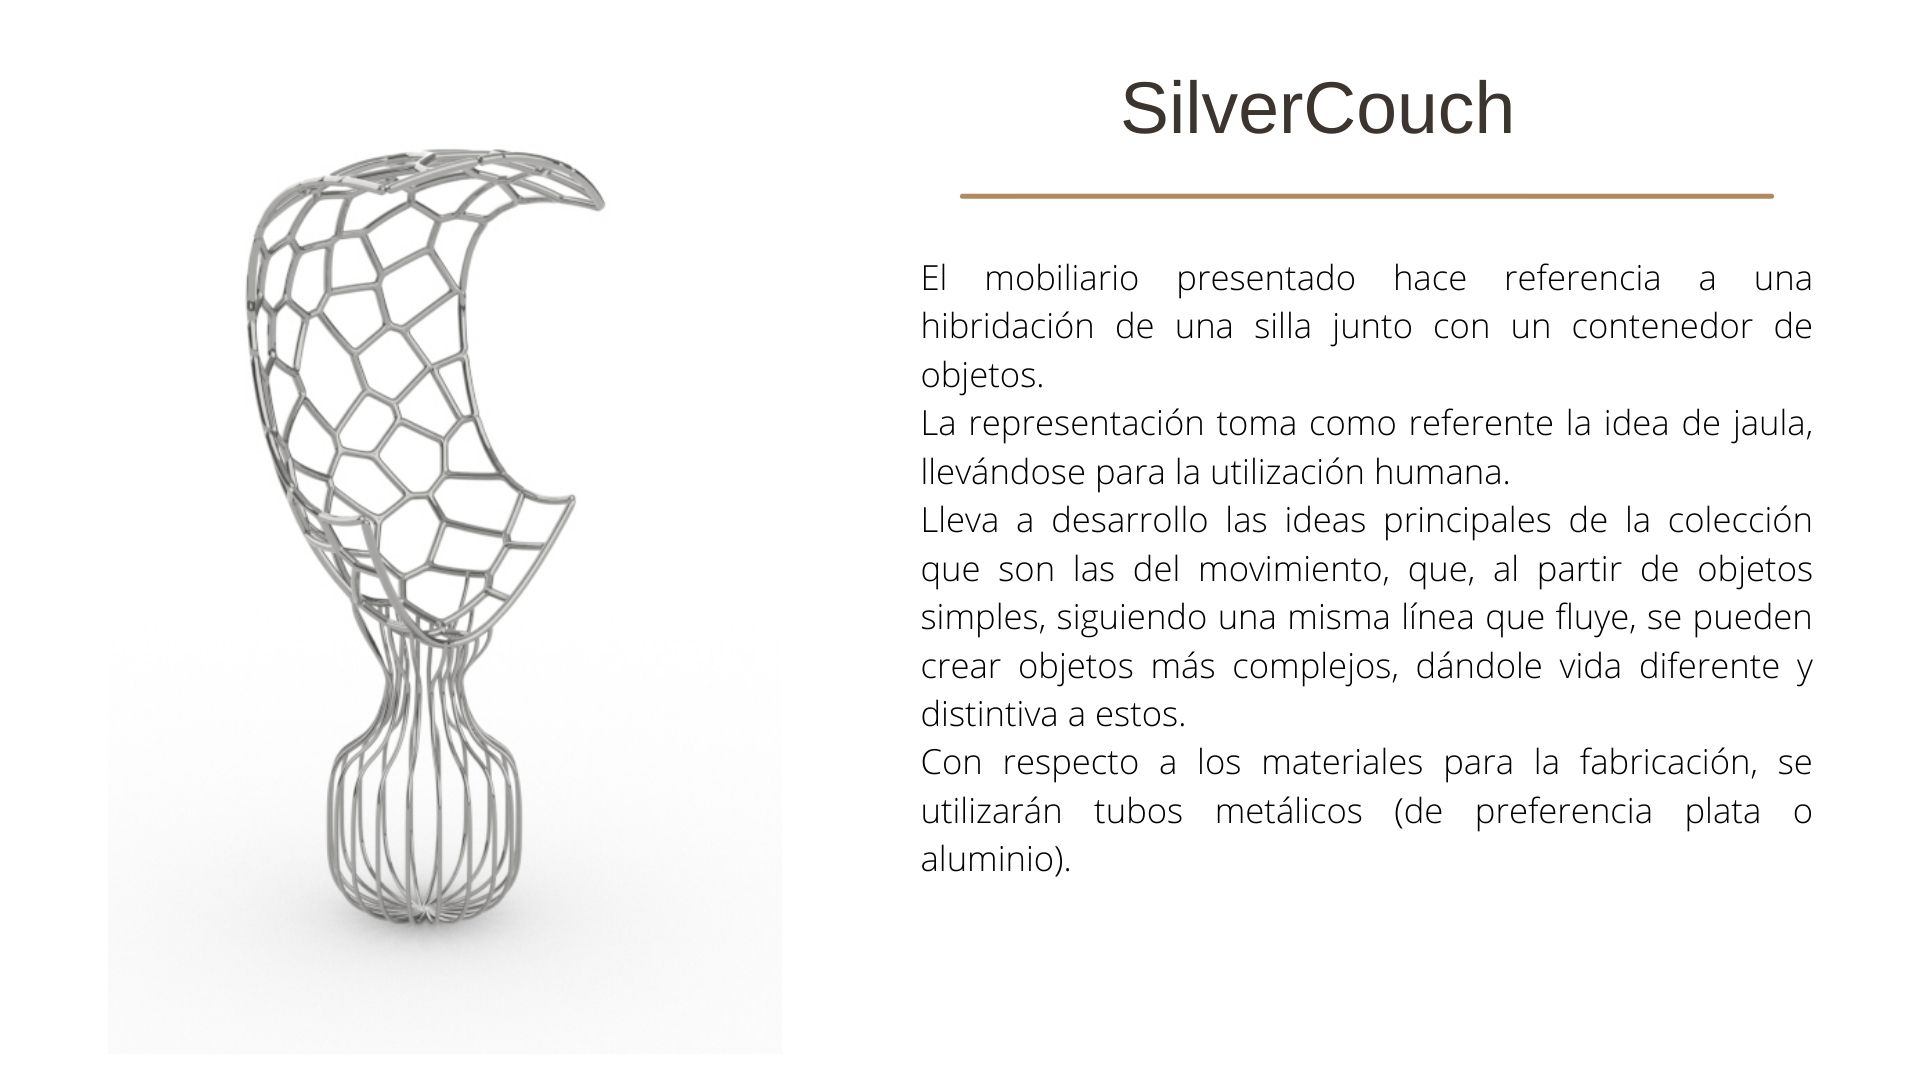 SilverCouch
El mobiliario presentado hace referencia a una
hibridación de una silla junto con un contenedor de
objetos.
La representación toma como referente la idea de jaula,
llevándose para la utilización humana.
Lleva a desarrollo las ideas principales de la colección
que son las del movimiento, que, al partir de objetos
simples, siguiendo una misma línea que fluye, se pueden
crear objetos más complejos, dándole vida diferente y
distintiva a estos.
Con respecto a los materiales para la fabricación, se
utilizarán tubos metálicos (de preferencia plata o
aluminio).